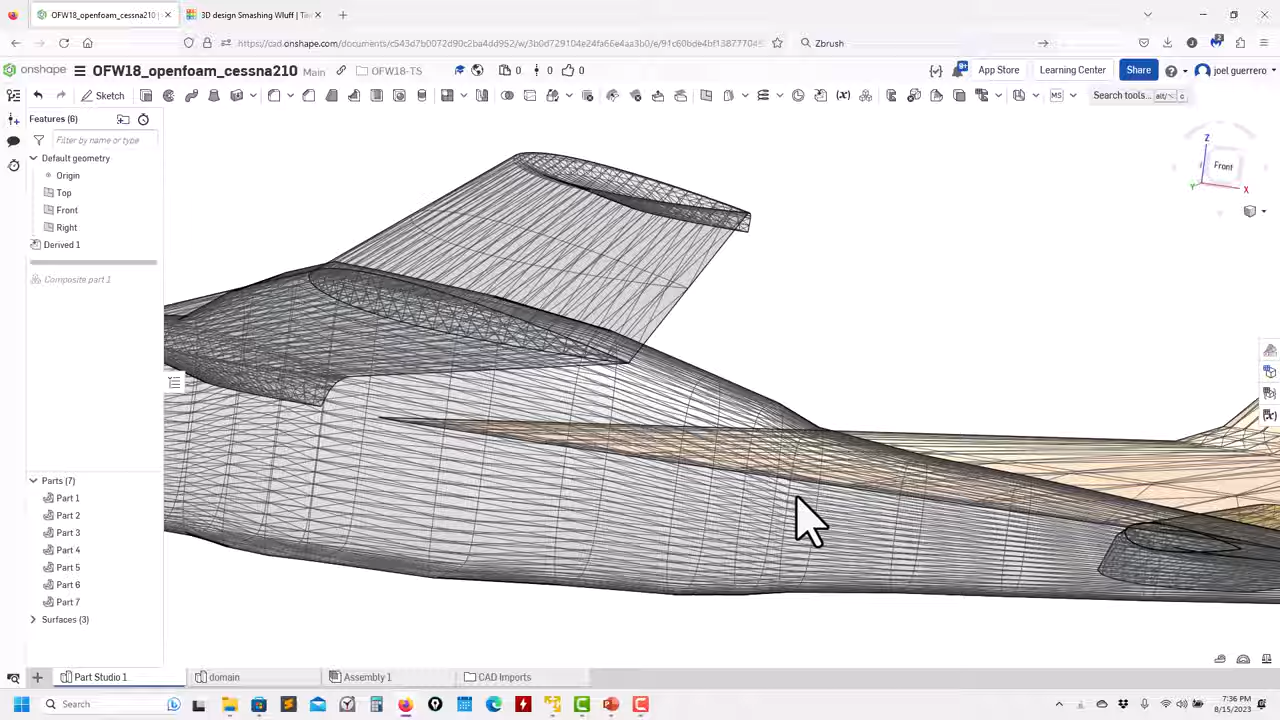 OFW18_openfoam_cessna210 |
3D design Smashing Wluff | Tin
https://cad.onshape.com/documents/
Zbrush
onshape
OFW18_openfoam_cessna210
Main
OFW18-TS
0
0
0
App Store
Learning Center
Share
joel guerrero
Sketch
(x)
MS
Search tools...
alt/⌥ c
Features (6)
Filter by name or type
Default geometry
Origin
Top
Front
Right
Derived 1
Composite part 1
Z
Front
Y
X
Parts (7)
Part 1
Part 2
Part 3
Part 4
Part 5
Part 6
Part 7
Surfaces (3)
Part Studio 1
domain
Assembly 1
CAD Imports
Search
7:36 PM
8/15/2023